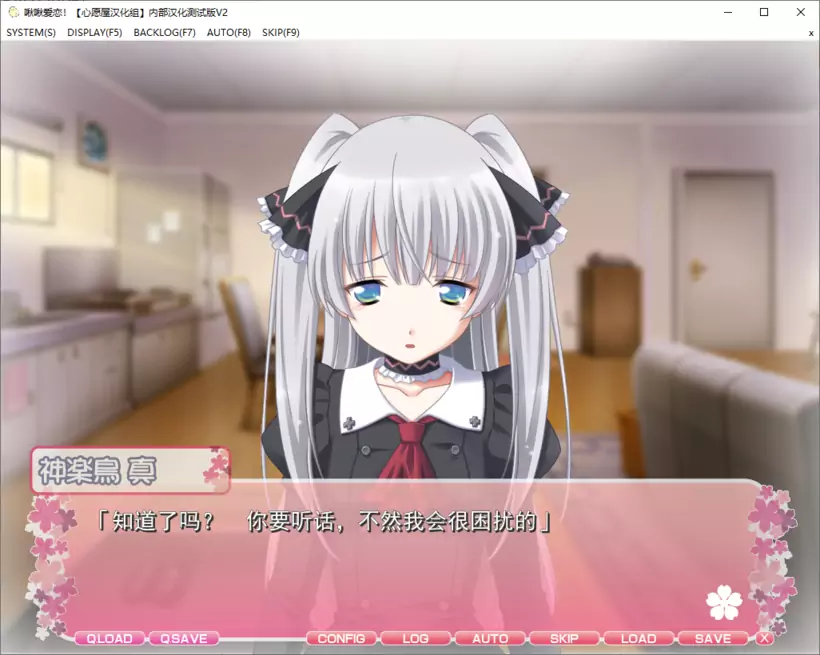 啾啾爱恋！【心愿屋汉化组】内部汉化测试版V2
SYSTEM(S) DISPLAY(F5) BACKLOG(F7) AUTO(F8) SKIP(F9) x
神楽鳥 真
「知道了吗？ 你要听话，不然我会很困扰的」
Q.LOAD Q.SAVE CONFIG LOG AUTO SKIP LOAD SAVE X